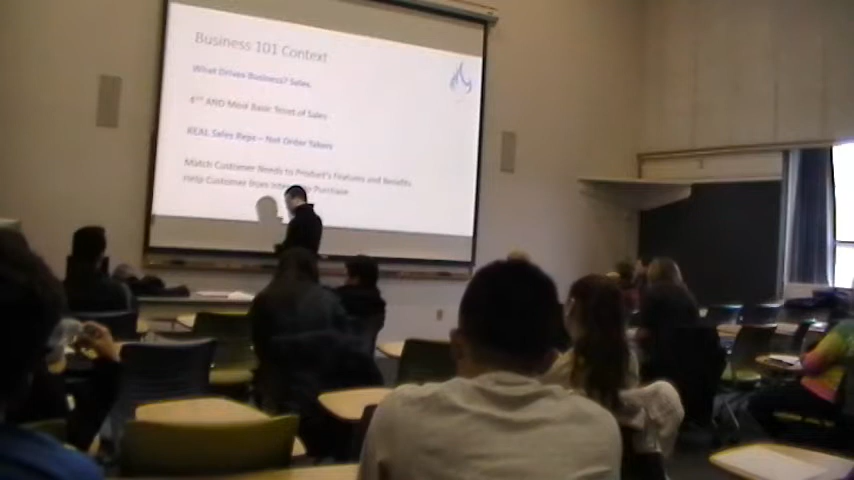 Business 101 Context
What Drives Business? Sales.
AND Most Basic Tenet of Sales
REAL Sales Reps – Not Order Takers
Match Customer Needs to Product's Features and Benefits
Help Customer from Purchase